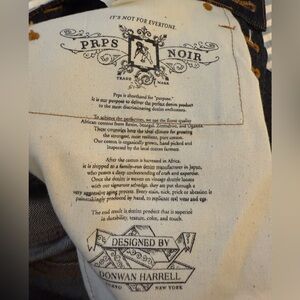 IT'S NOT FOR EVERYONE.
PRPS NOIR
TRADE MARK
Prps is shorthand for "purpose."
It is our purpose to deliver the perfect denim product
to the most discriminating denim enthusiasts.
To achieve the perfection, we use the finest quality
African cotton from Benin, Senegal, Zimbabwe, and Uganda.
These countries have the ideal climate for growing
the strongest, most resilient, pure cotton.
Our cotton is organically grown, hand picked and
inspected by the local cotton farmers.
After the cotton is harvested in Africa,
it is shipped to a family-run denim manufacturer in Japan,
who posses a deep understanding of craft and expertise.
Once the denim is woven on vintage shuttle looms
with our signature selvedge, they are put through a
very aggressive aging process. Every stain, nick, pride or abrasion is
painstakingly produced by hand, to replicate real wear and vintage eges.
The end result is denim product that is superior
in durability, texture, color, and touch.
DESIGNED BY
DONWAN HARRELL
TOKYO NEW YORK